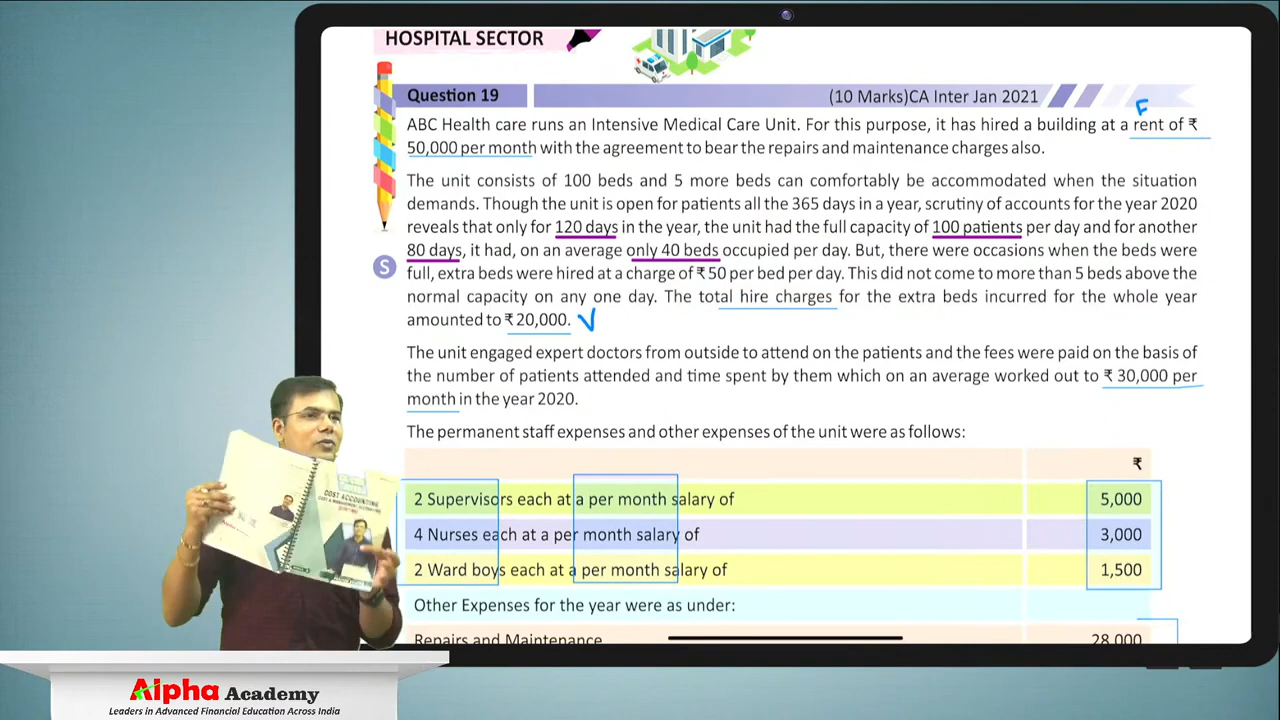 HOSPITAL SECTOR
Question 19
(10 Marks)CA Inter Jan 2021
F
ABC Health care runs an Intensive Medical Care Unit. For this purpose, it has hired a building at a rent of ₹
50,000 per month with the agreement to bear the repairs and maintenance charges also.
The unit consists of 100 beds and 5 more beds can comfortably be accommodated when the situation
demands. Though the unit is open for patients all the 365 days in a year, scrutiny of accounts for the year 2020
reveals that only for 120 days in the year, the unit had the full capacity of 100 patients per day and for another
80 days, it had, on an average only 40 beds occupied per day. But, there were occasions when the beds were
S
full, extra beds were hired at a charge of ₹ 50 per bed per day. This did not come to more than 5 beds above the
normal capacity on any one day. The total hire charges for the extra beds incurred for the whole year
amounted to ₹ 20,000.
The unit engaged expert doctors from outside to attend on the patients and the fees were paid on the basis of
the number of patients attended and time spent by them which on an average worked out to ₹ 30,000 per
month in the year 2020.
The permanent staff expenses and other expenses of the unit were as follows:
₹
2 Supervisors each at a per month salary of 5,000
4 Nurses each at a per month salary of 3,000
2 Ward boys each at a per month salary of 1,500
Other Expenses for the year were as under:
Repairs and Maintenance 28,000
COST ACCOUNTING
Alpha Academy
Leaders in Advanced Financial Education Across India